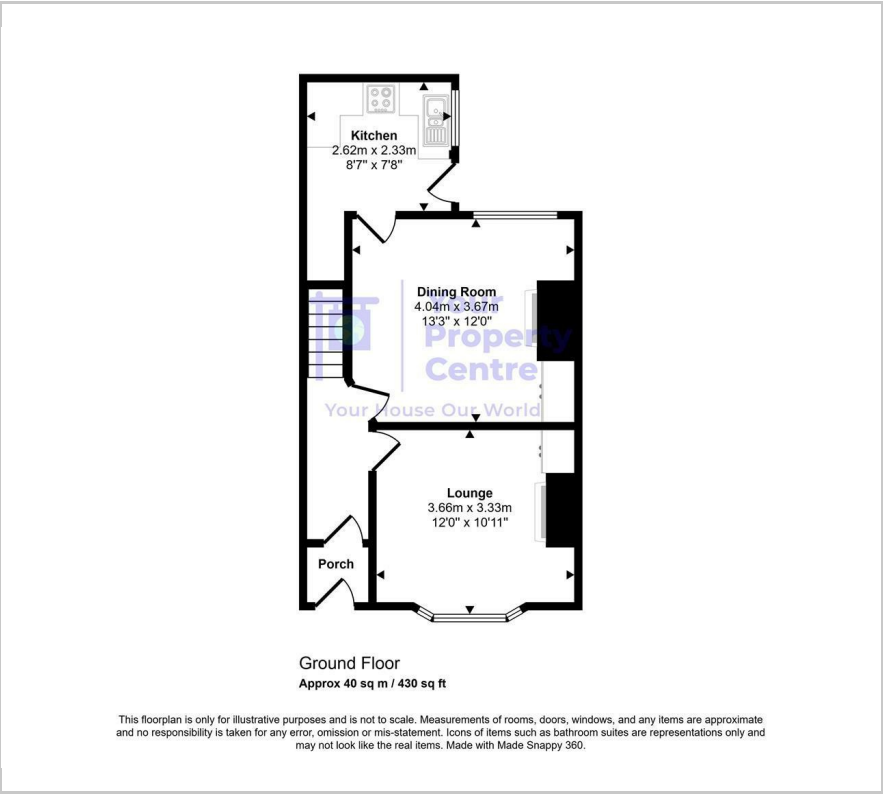 Kitchen
2.62m x 2.33m
8'7" x 7'8"
Dining Room
4.04m x 3.67m
13'3" x 12'0"
Your
Property
Centre
Your House Our World
Lounge
3.66m x 3.33m
12'0" x 10'11"
Porch
Ground Floor
Approx 40 sq m / 430 sq ft
This floorplan is only for illustrative purposes and is not to scale. Measurements of rooms, doors, windows, and any items are approximate
and no responsibility is taken for any error, omission or mis-statement. Icons of items such as bathroom suites are representations only and
may not look like the real items. Made with Made Snappy 360.